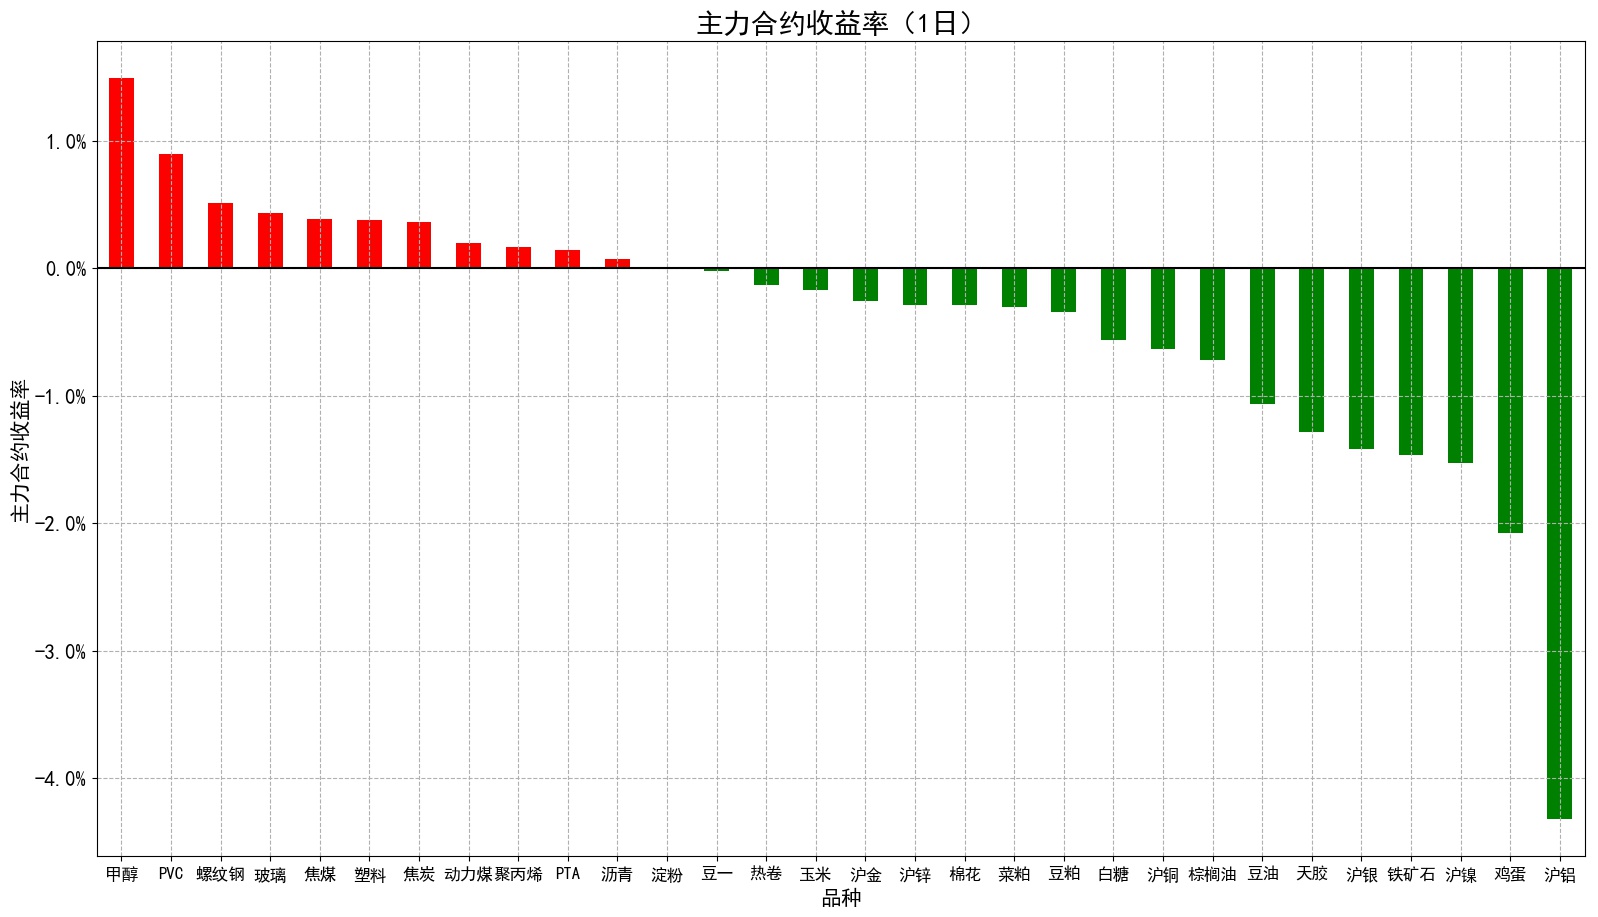 主力合约收益率（1日）
主力合约收益率
1.0%
0.0%
-1.0%
-2.0%
-3.0%
-4.0%
甲醇 PVC 螺纹钢 玻璃 焦煤 塑料 焦炭 动力煤 聚丙烯 PTA 沥青 淀粉 豆一 热卷 玉米 沪金 沪锌 棉花 菜粕 豆粕 白糖 沪铜 棕榈油 豆油 天胶 沪银 铁矿石 沪镍 鸡蛋 沪铝
品种